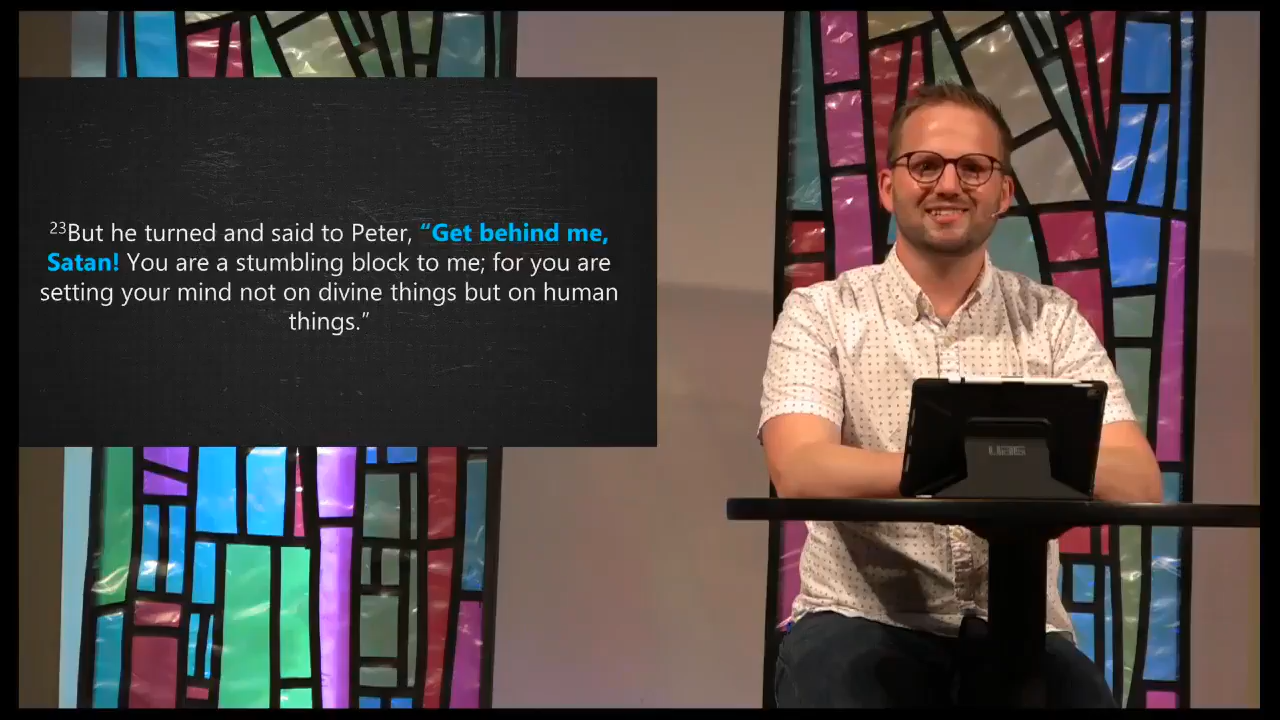 ²³But he turned and said to Peter, “Get behind me,
Satan! You are a stumbling block to me; for you are
setting your mind not on divine things but on human
things.”